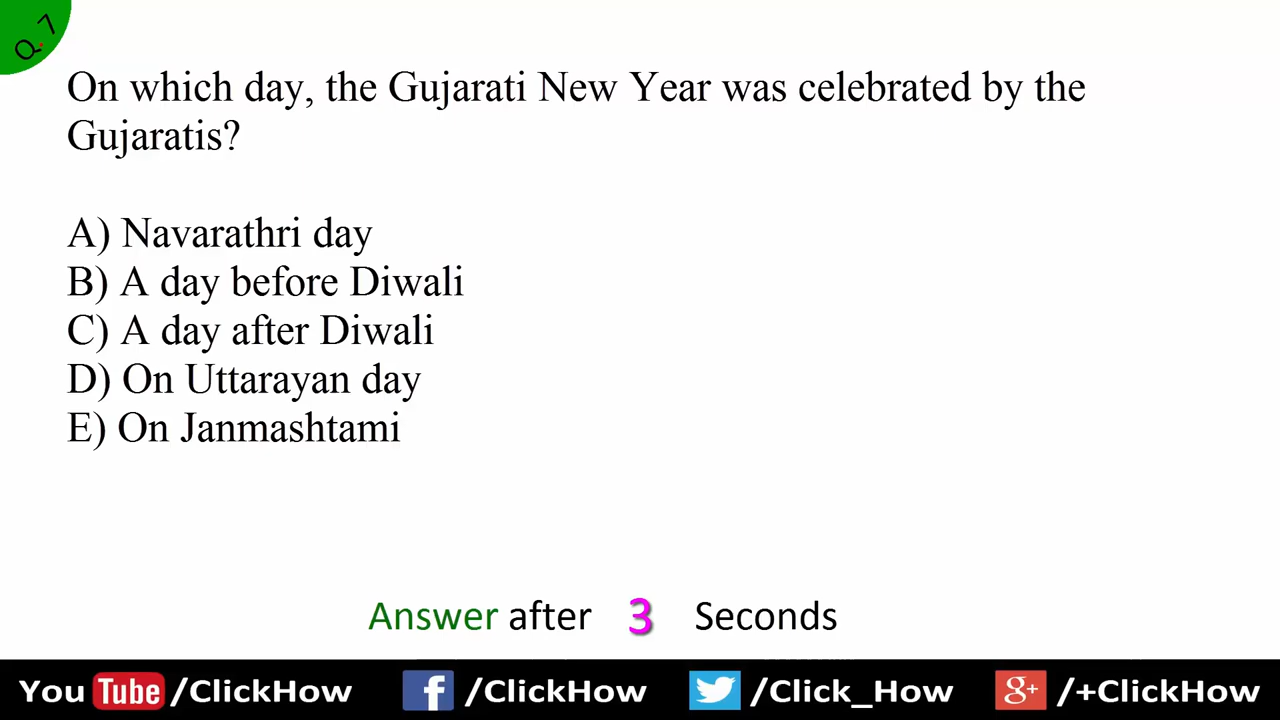 Q.7
On which day, the Gujarati New Year was celebrated by the
Gujaratis?
A) Navarathri day
B) A day before Diwali
C) A day after Diwali
D) On Uttarayan day
E) On Janmashtami
Answer after 3 Seconds
You Tube /ClickHow f /ClickHow /Click_How g+ /+ClickHow